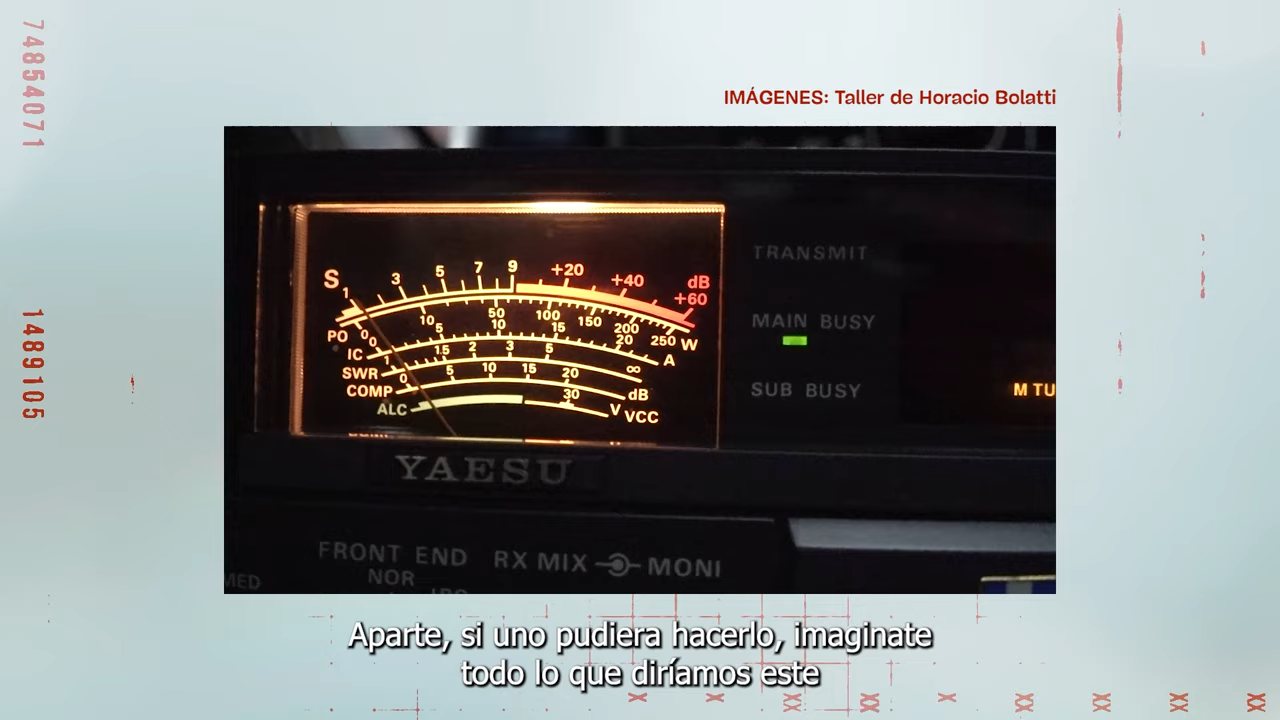 74854071
1489105
IMÁGENES: Taller de Horacio Bolatti
S 1 3 5 7 9 +20 +40 +60 dB
PO 0 10 50 100 150 200 250 W
IC 0 5 10 15 20 A
SWR 1 1.5 2 3 5 ∞
COMP 0 5 10 15 20 dB
ALC 30 V VCC
TRANSMIT
MAIN BUSY
SUB BUSY
M TU
YAESU
FRONT END
RX MIX MONI
NOR
MED
Aparte, si uno pudiera hacerlo, imaginate
todo lo que diríamos este